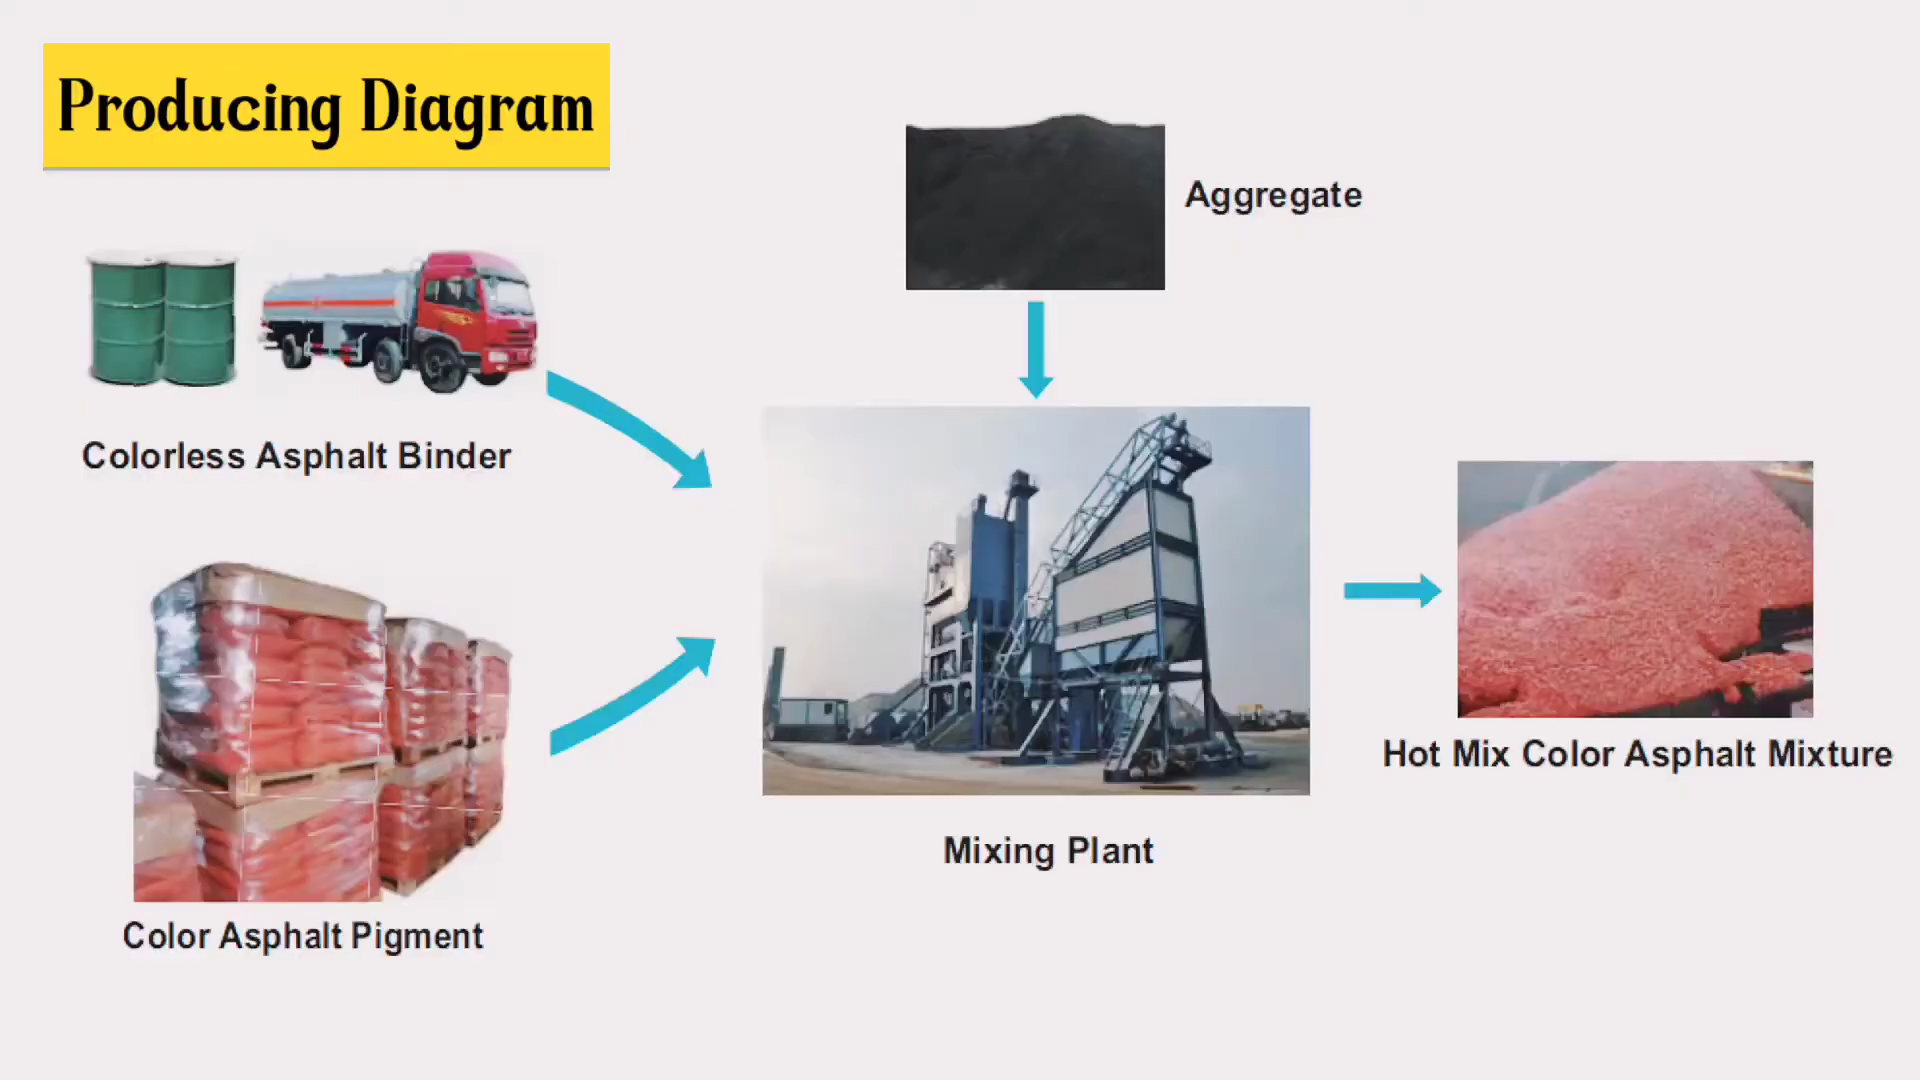 Producing Diagram
Aggregate
Colorless Asphalt Binder
Hot Mix Color Asphalt Mixture
Mixing Plant
Color Asphalt Pigment